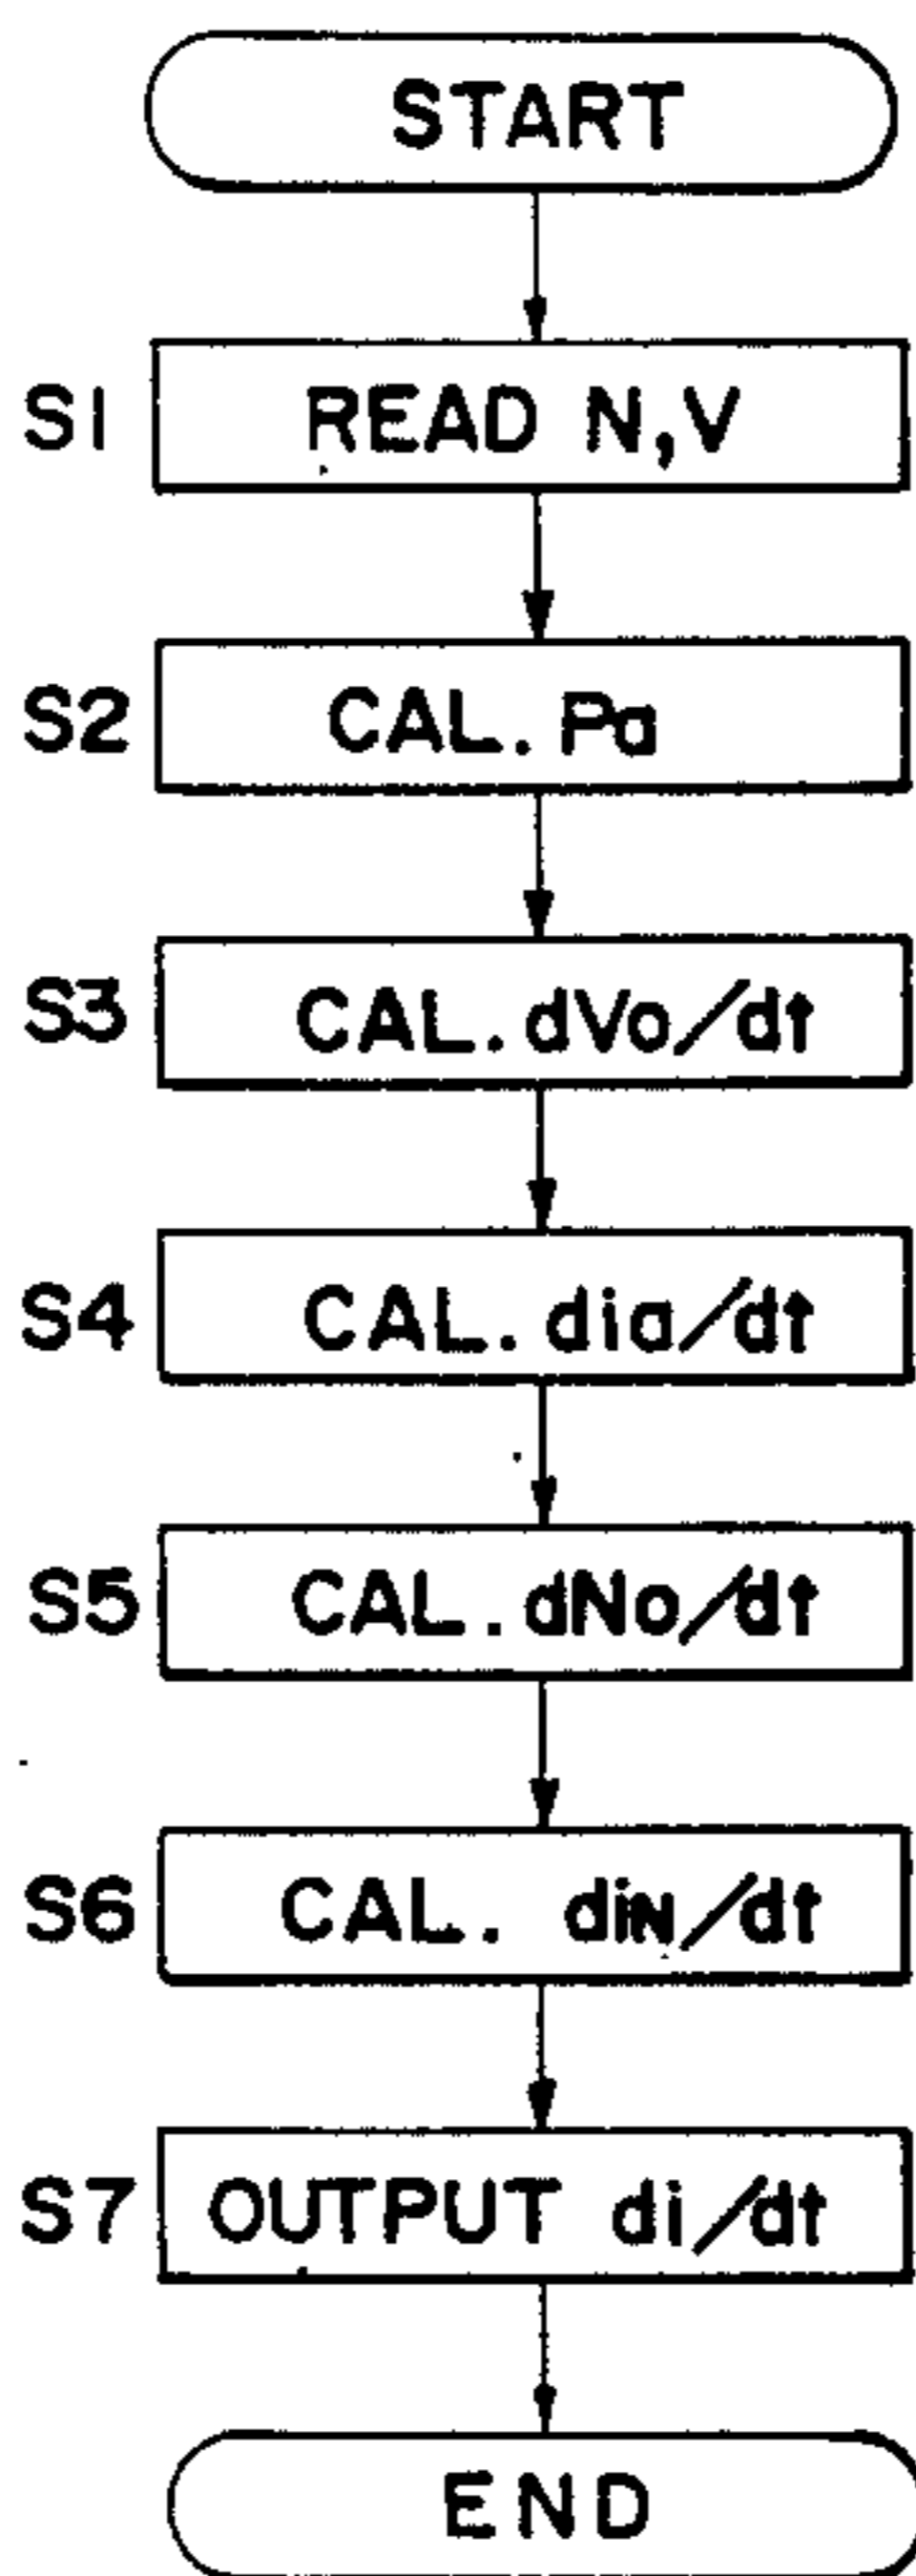 START
S1 READ N,V
S2 CAL. Pa
S3 CAL. dVo/dt
S4 CAL. dia/dt
S5 CAL. dNo/dt
S6 CAL. diN/dt
S7 OUTPUT di/dt
END